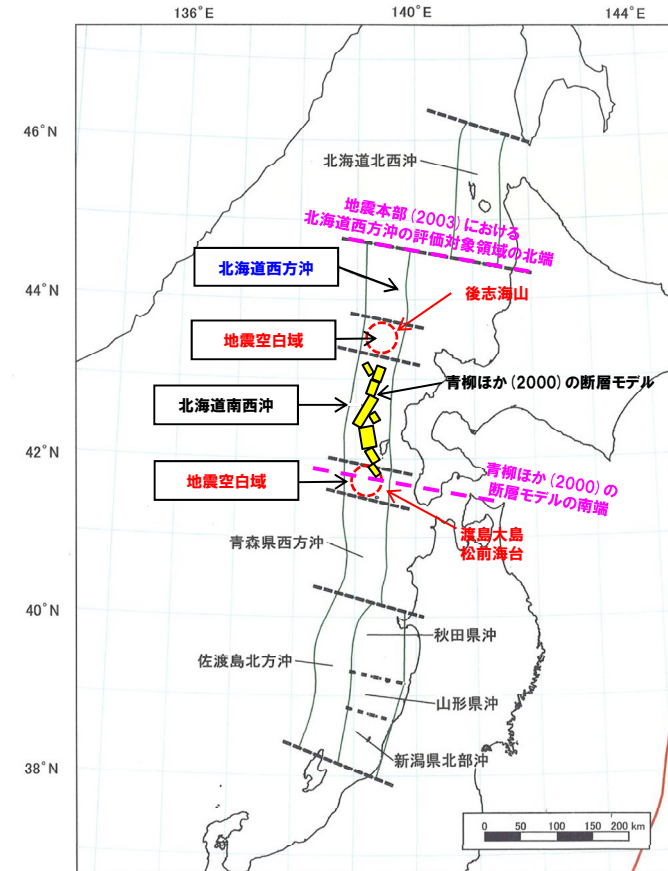 136°E
140°E
144°E
46°N
北海道北西沖
地震本部(2003)における
北海道西方沖の評価対象領域の北端
北海道西方沖
44°N
後志海山
地震空白域
青柳ほか(2000)の断層モデル
北海道南西沖
42°N
青柳ほか(2000)の
断層モデルの南端
地震空白域
渡島大島
松前海台
青森県西方沖
40°N
秋田県沖
佐渡島北方沖
山形県沖
新潟県北部沖
38°N
0 50 100 150 200 km